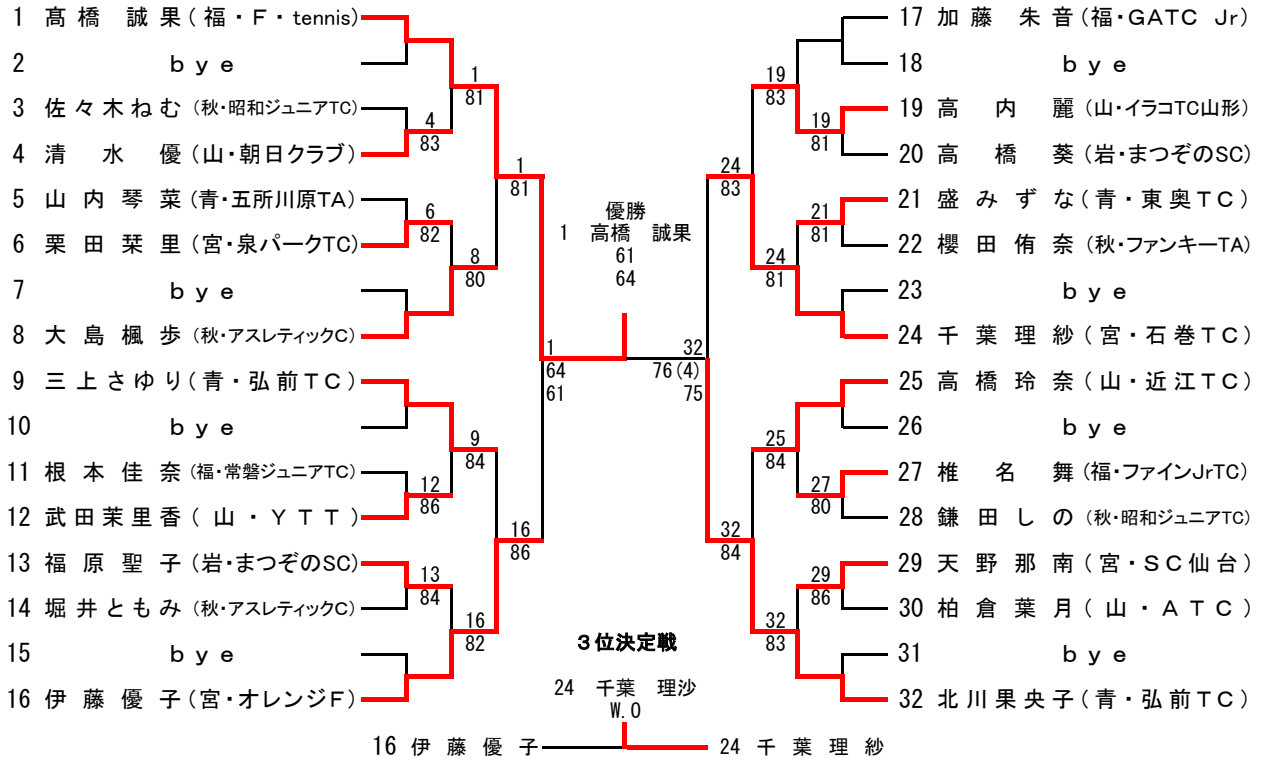 1 髙橋 誠果(福・F・tennis)
2 bye
3 佐々木ねむ(秋・昭和ジュニアTC)
4 清水 優(山・朝日クラブ)
5 山内琴菜(青・五所川原TA)
6 栗田栞里(宮・泉パークTC)
7 bye
8 大島楓歩(秋・アスレティックC)
9 三上さゆり(青・弘前TC)
10 bye
11 根本佳奈(福・常磐ジュニアTC)
12 武田茉里香(山・YTT)
13 福原聖子(岩・まつぞのSC)
14 堀井ともみ(秋・アスレティックC)
15 bye
16 伊藤優子(宮・オレンジF)
4
83
6
82
12
86
13
84
1
81
8
80
9
84
16
82
1
81
16
86
1
64
61
優勝
1 高橋 誠果
61
64
32
76(4)
75
24
83
32
84
19
83
24
81
25
84
32
83
19
81
21
81
27
80
29
86
17 加藤 朱音(福・GATC Jr)
18 bye
19 高内 麗(山・イラコTC山形)
20 高橋 葵(岩・まつぞのSC)
21 盛みずな(青・東奥TC)
22 櫻田侑奈(秋・ファンキーTA)
23 bye
24 千葉理紗(宮・石巻TC)
25 高橋玲奈(山・近江TC)
26 bye
27 椎名 舞(福・ファインJrTC)
28 鎌田しの(秋・昭和ジュニアTC)
29 天野那南(宮・SC仙台)
30 柏倉葉月(山・ATC)
31 bye
32 北川果央子(青・弘前TC)
3位決定戦
24 千葉 理沙
W.O
16 伊藤優子
24 千葉理紗